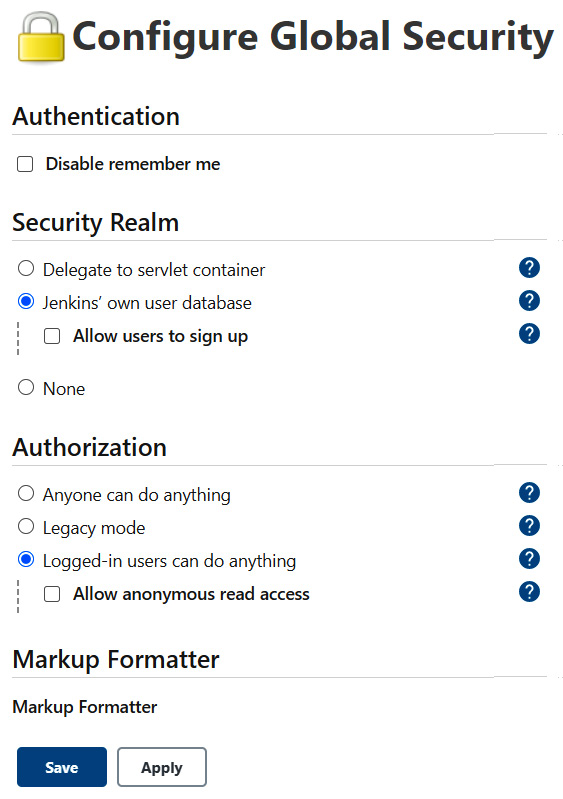 Configure Global Security
Authentication
Disable remember me
Security Realm
Delegate to servlet container
?
Jenkins’ own user database
?
Allow users to sign up
?
None
Authorization
Anyone can do anything
?
Legacy mode
?
Logged-in users can do anything
?
Allow anonymous read access
?
Markup Formatter
Markup Formatter
Save
Apply